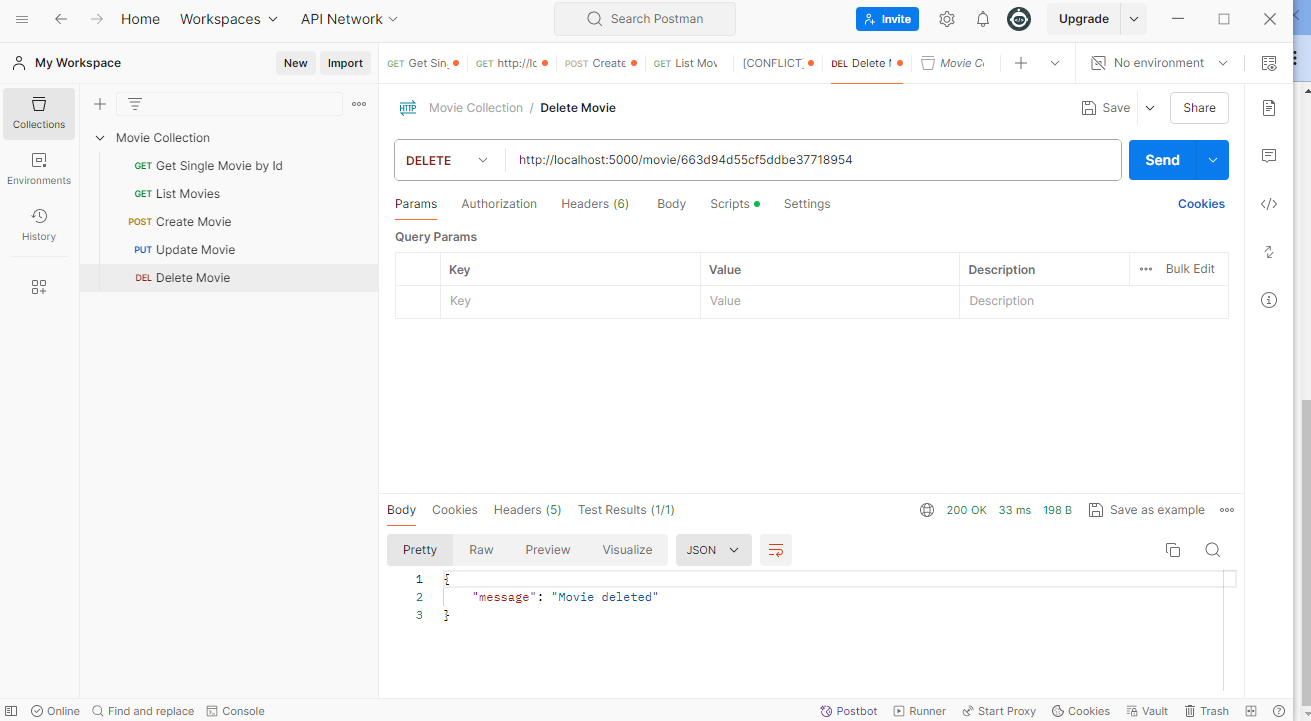 Home Workspaces API Network Search Postman Invite Upgrade
My Workspace New Import
GET Get Sin GET http://lc POST Create GET List Mov [CONFLICT_ DEL Delete M Movie Co No environment
Collections
Environments
History
Movie Collection
GET Get Single Movie by Id
GET List Movies
POST Create Movie
PUT Update Movie
DEL Delete Movie
HTTP Movie Collection / Delete Movie Save Share
DELETE http://localhost:5000/movie/663d94d55cf5ddbe37718954 Send
Params Authorization Headers (6) Body Scripts Settings Cookies
Query Params
Key Value Description Bulk Edit
Key Value Description
Body Cookies Headers (5) Test Results (1/1) 200 OK 33 ms 198 B Save as example
Pretty Raw Preview Visualize JSON
1 {
2 "message": "Movie deleted"
3 }
Online Find and replace Console Postbot Runner Start Proxy Cookies Vault Trash